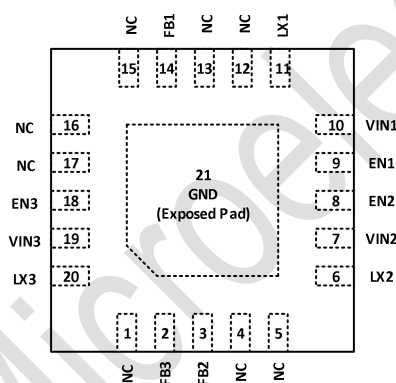 NC FB1 NC NC LX1
15 14 13 12 11
NC 16
NC 17
EN3 18
VIN3 19
LX3 20
21
GND
(Exposed Pad)
10 VIN1
9 EN1
8 EN2
7 VIN2
6 LX2
1 2 3 4 5
NC FB3 FB2 NC NC